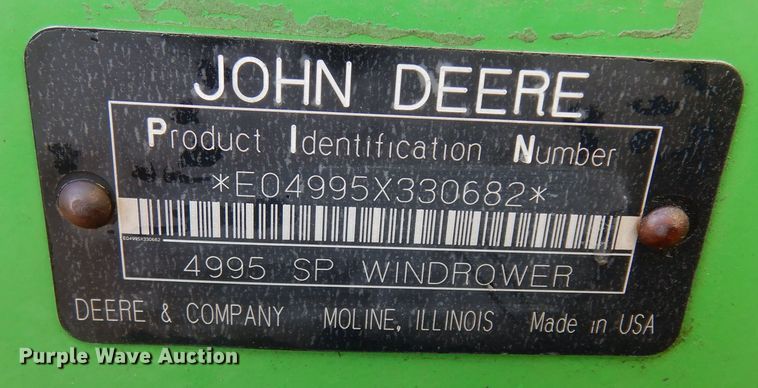 JOHN DEERE
Product Identification Number
*E04995X330682*
E04995X330682
4995 SP WINDROWER
DEERE & COMPANY MOLINE, ILLINOIS Made in USA
Purple Wave Auction